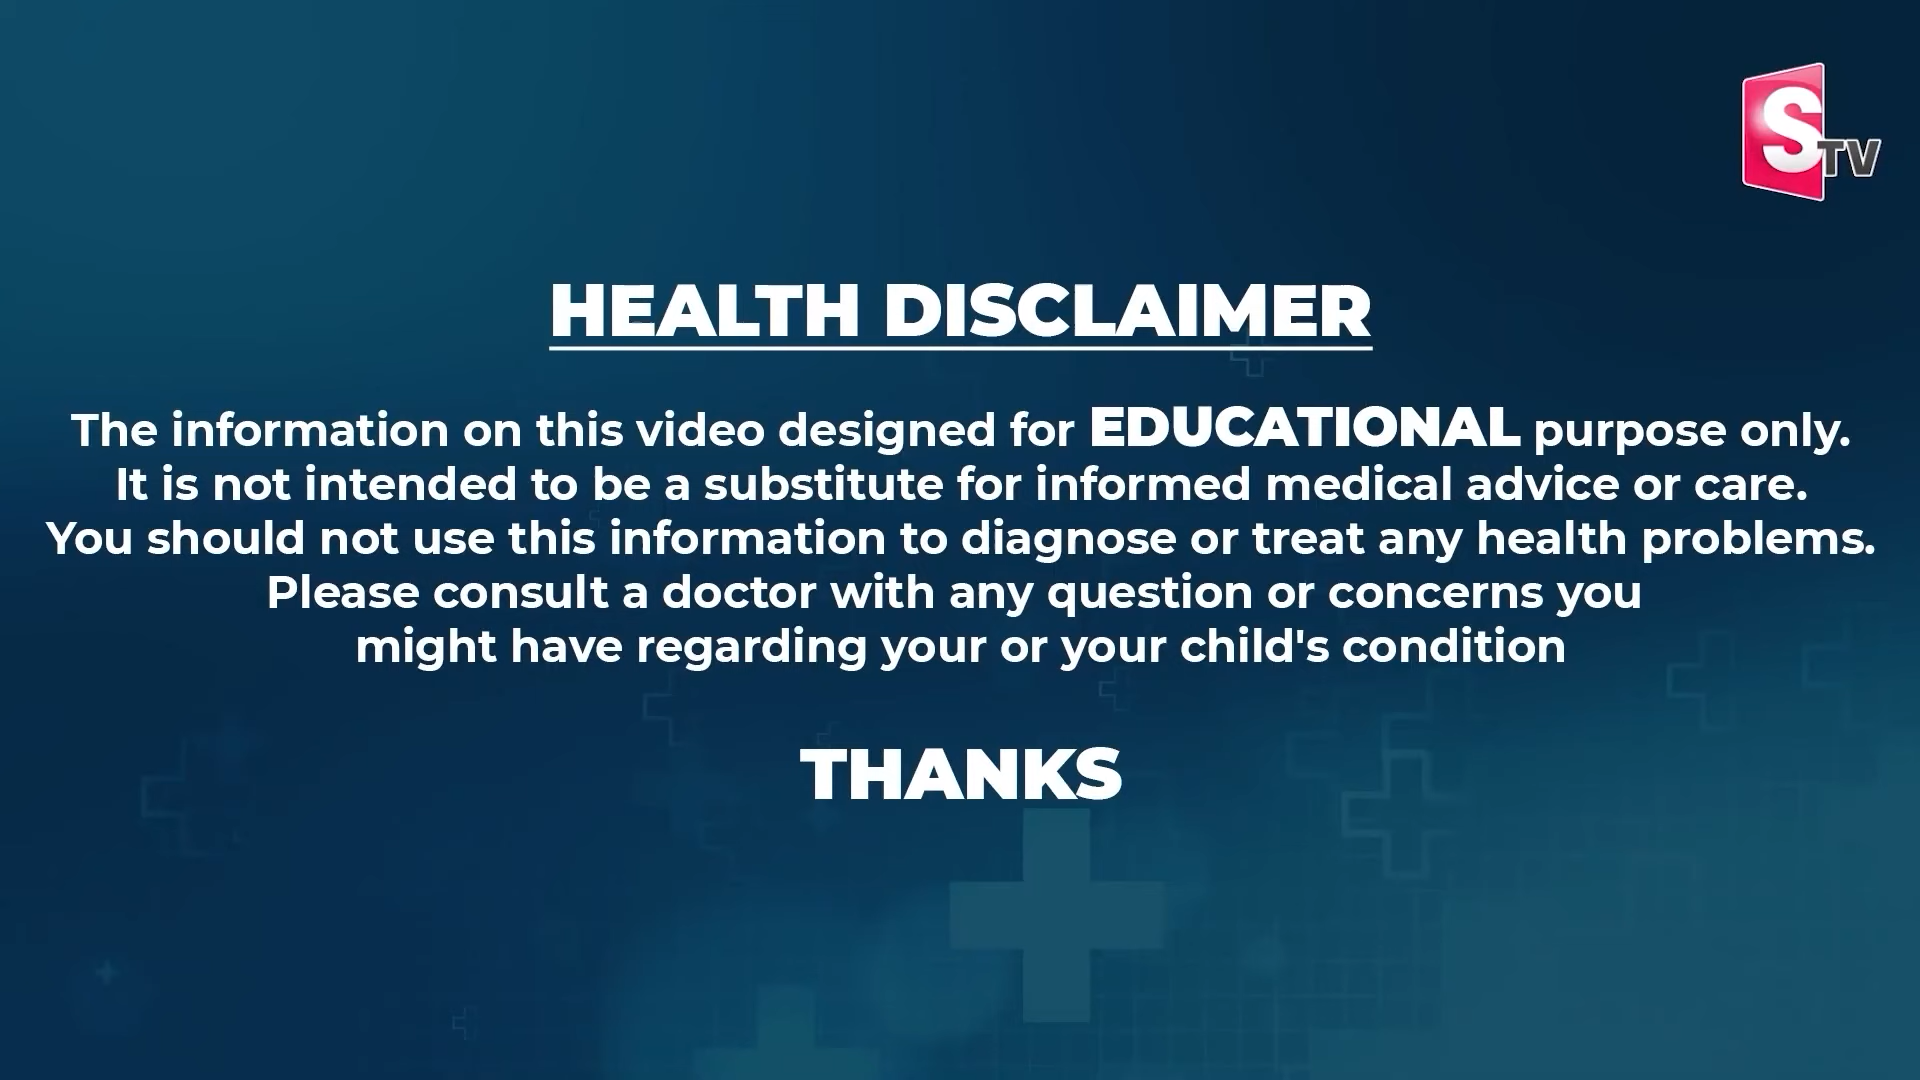 S TV
HEALTH DISCLAIMER
The information on this video designed for EDUCATIONAL purpose only.
It is not intended to be a substitute for informed medical advice or care.
You should not use this information to diagnose or treat any health problems.
Please consult a doctor with any question or concerns you
might have regarding your or your child's condition
THANKS